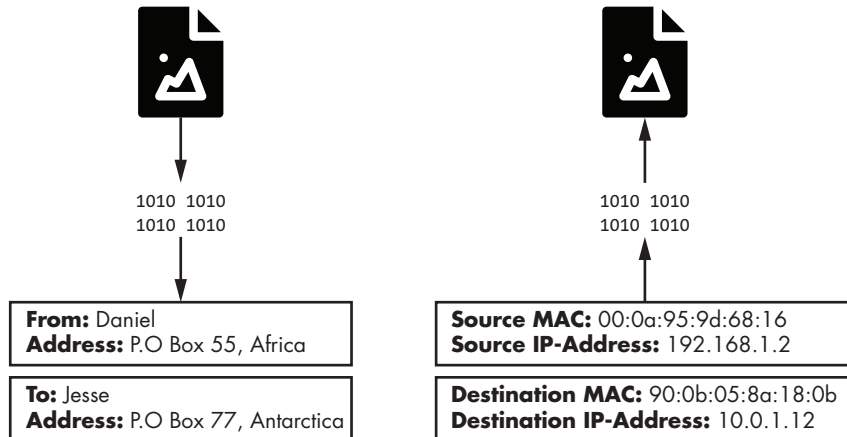 1010 1010
1010 1010
From: Daniel
Address: P.O Box 55, Africa
To: Jesse
Address: P.O Box 77, Antarctica
1010 1010
1010 1010
Source MAC: 00:0a:95:9d:68:16
Source IP-Address: 192.168.1.2
Destination MAC: 90:0b:05:8a:18:0b
Destination IP-Address: 10.0.1.12